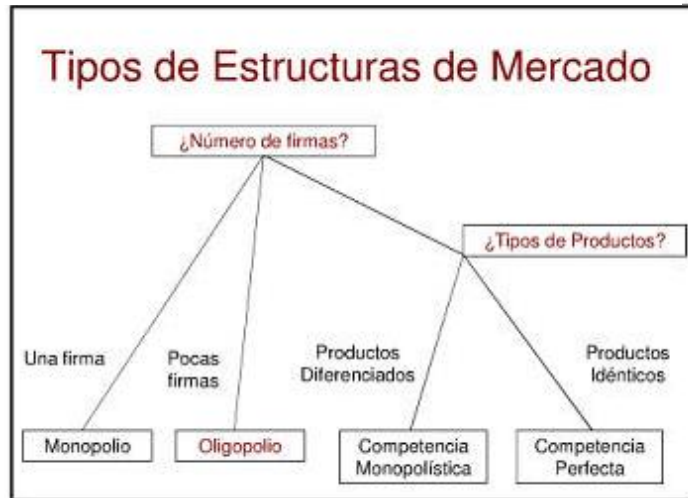 Tipos de Estructuras de Mercado
¿Número de firmas?
¿Tipos de Productos?
Una firma
Pocas
firmas
Productos
Diferenciados
Productos
Idénticos
Monopolio
Oligopolio
Competencia
Monopolística
Competencia
Perfecta